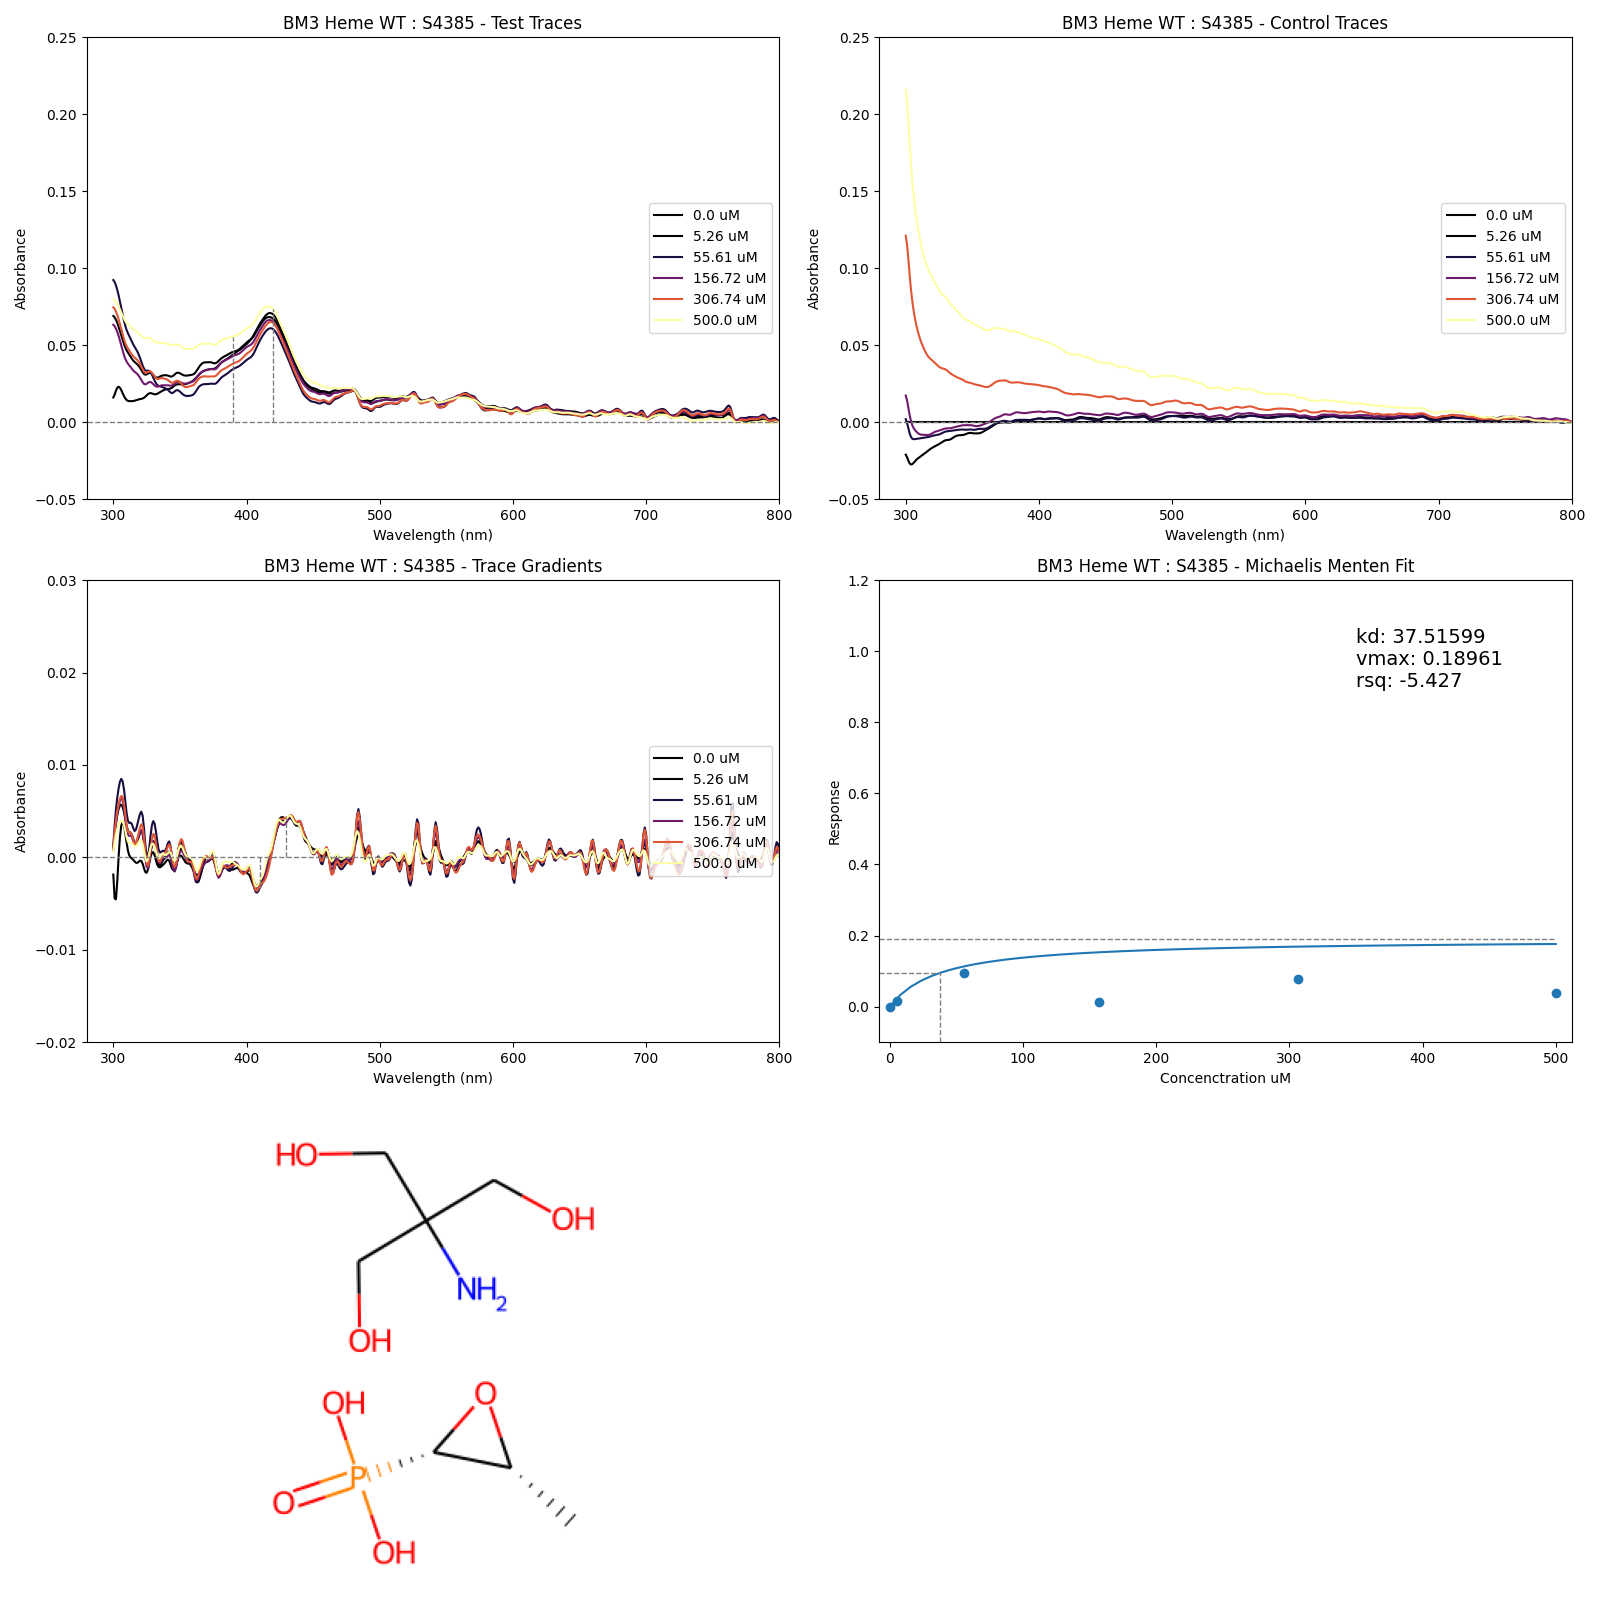 BM3 Heme WT : S4385 - Test Traces
0.25
0.20
0.15
0.10
0.05
0.00
−0.05
Absorbance
300 400 500 600 700 800
Wavelength (nm)
0.0 uM
5.26 uM
55.61 uM
156.72 uM
306.74 uM
500.0 uM
BM3 Heme WT : S4385 - Control Traces
0.25
0.20
0.15
0.10
0.05
0.00
−0.05
Absorbance
300 400 500 600 700 800
Wavelength (nm)
0.0 uM
5.26 uM
55.61 uM
156.72 uM
306.74 uM
500.0 uM
BM3 Heme WT : S4385 - Trace Gradients
0.03
0.02
0.01
0.00
−0.01
−0.02
Absorbance
300 400 500 600 700 800
Wavelength (nm)
0.0 uM
5.26 uM
55.61 uM
156.72 uM
306.74 uM
500.0 uM
BM3 Heme WT : S4385 - Michaelis Menten Fit
1.2
1.0
0.8
0.6
0.4
0.2
0.0
Response
0 100 200 300 400 500
Concenctration uM
kd: 37.51599
vmax: 0.18961
rsq: -5.427
HO
OH
NH2
OH
O
OH
P
O
OH